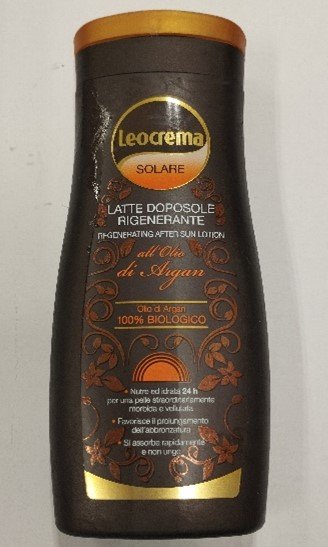 Leocrema
SOLARE
LATTE DOPOSOLE
RIGENERANTE
REGENERATING AFTER SUN LOTION
all'Olio
di Argan
Olio di Argan
100% BIOLOGICO
• Nutre ed idrata 24 h
per una pelle straordinariamente
morbida e vellutata
• Favorisce il prolungamento
dell'abbronzatura
• Si assorbe rapidamente
e non unge